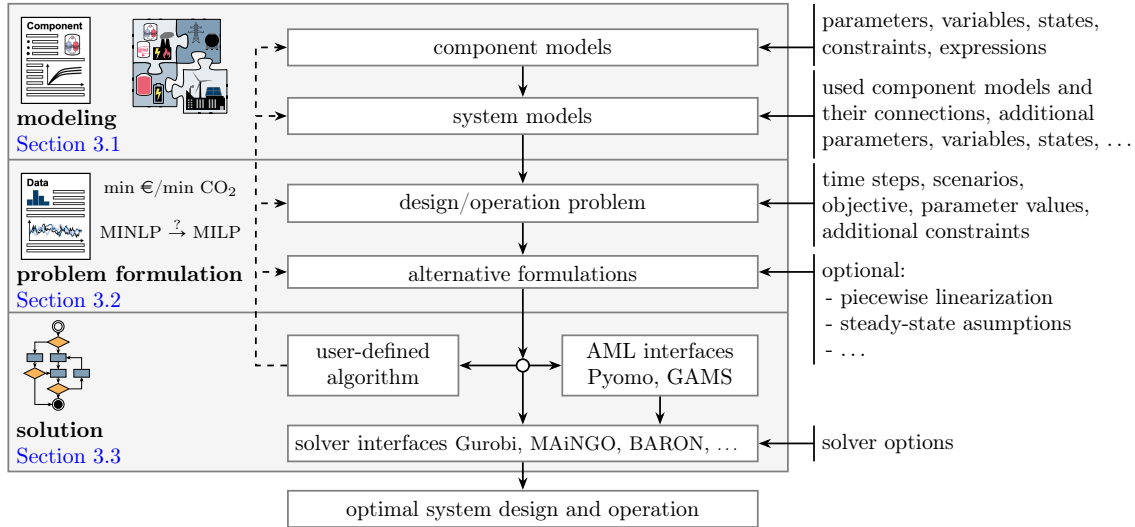 Component
modeling
Section 3.1
component models
system models
parameters, variables, states,
constraints, expressions
used component models and
their connections, additional
parameters, variables, states, …
Data
min €/min CO₂
MINLP →? MILP
problem formulation
Section 3.2
design/operation problem
alternative formulations
time steps, scenarios,
objective, parameter values,
additional constraints
optional:
- piecewise linearization
- steady-state asumptions
- …
solution
Section 3.3
user-defined
algorithm
AML interfaces
Pyomo, GAMS
solver interfaces Gurobi, MAiNGO, BARON, …
solver options
optimal system design and operation